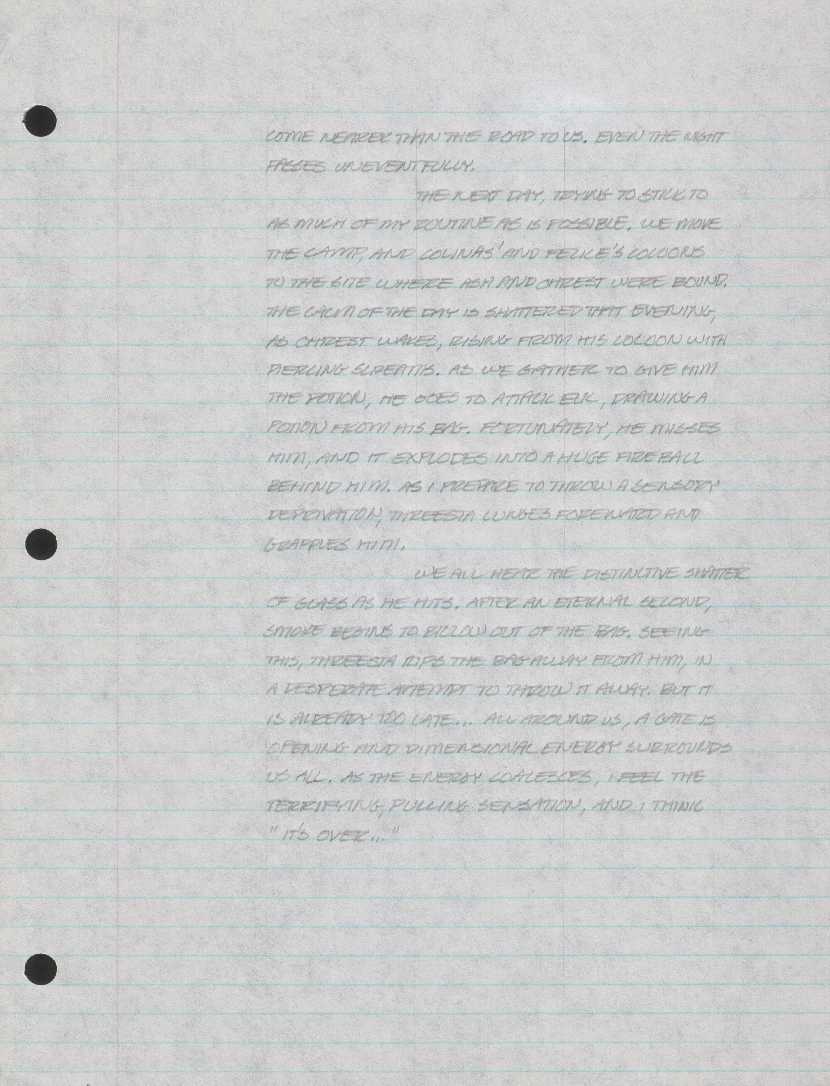 COME NEARER THAN THE ROAD TO US. EVEN THE NIGHT
PASSES UNEVENTFULLY.
THE NEXT DAY, TRYING TO STICK TO
AS MUCH OF MY ROUTINE AS IS POSSIBLE. WE MOVE
THE CAMP, AND COLINAS' AND FELICE'S COCOONS
TO THE SITE WHERE ASH AND CHREST WERE BOUND.
THE CALM OF THE DAY IS SHATTERED THAT EVENING,
AS CHREST WAKES, RISING FROM HIS COCOON WITH
PIERCING SCREAMS. AS WE GATHER TO GIVE HIM
THE POTION, HE GOES TO ATTACK ELK, DRAWING A
POTION FROM HIS BAG. FORTUNATELY, HE MISSES
HIM, AND IT EXPLODES INTO A HUGE FIREBALL
BEHIND HIM. AS I PREPARE TO THROW A SENSORY
DEPRIVATION, THREESTA LUNGES FOREWARD AND
GRAPPLES HIM.
WE ALL HEAR THE DISTINCTIVE SHATTER
OF GLASS AS HE HITS. AFTER AN ETERNAL SECOND,
SMOKE BEGINS TO BILLOW OUT OF THE BAG. SEEING
THIS, THREESTA RIPS THE BAG AWAY FROM HIM, IN
A DESPERATE ATTEMPT TO THROW IT AWAY. BUT IT
IS ALREADY TOO LATE... ALL AROUND US, A GATE IS
OPENING AND DIMENSIONAL ENERGY SURROUNDS
US ALL. AS THE ENERGY COALESCES, I FEEL THE
TERRIFYING, PULLING SENSATION, AND I THINK
"IT'S OVER..."